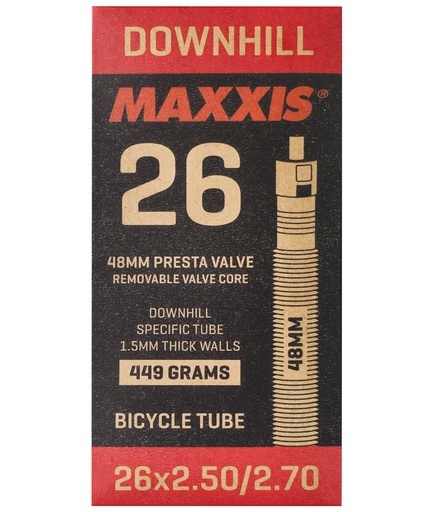 DOWNHILL
MAXXIS®
26
48MM PRESTA VALVE
REMOVABLE VALVE CORE
DOWNHILL
SPECIFIC TUBE
1.5MM THICK WALLS
449 GRAMS
48MM
BICYCLE TUBE
26x2.50/2.70